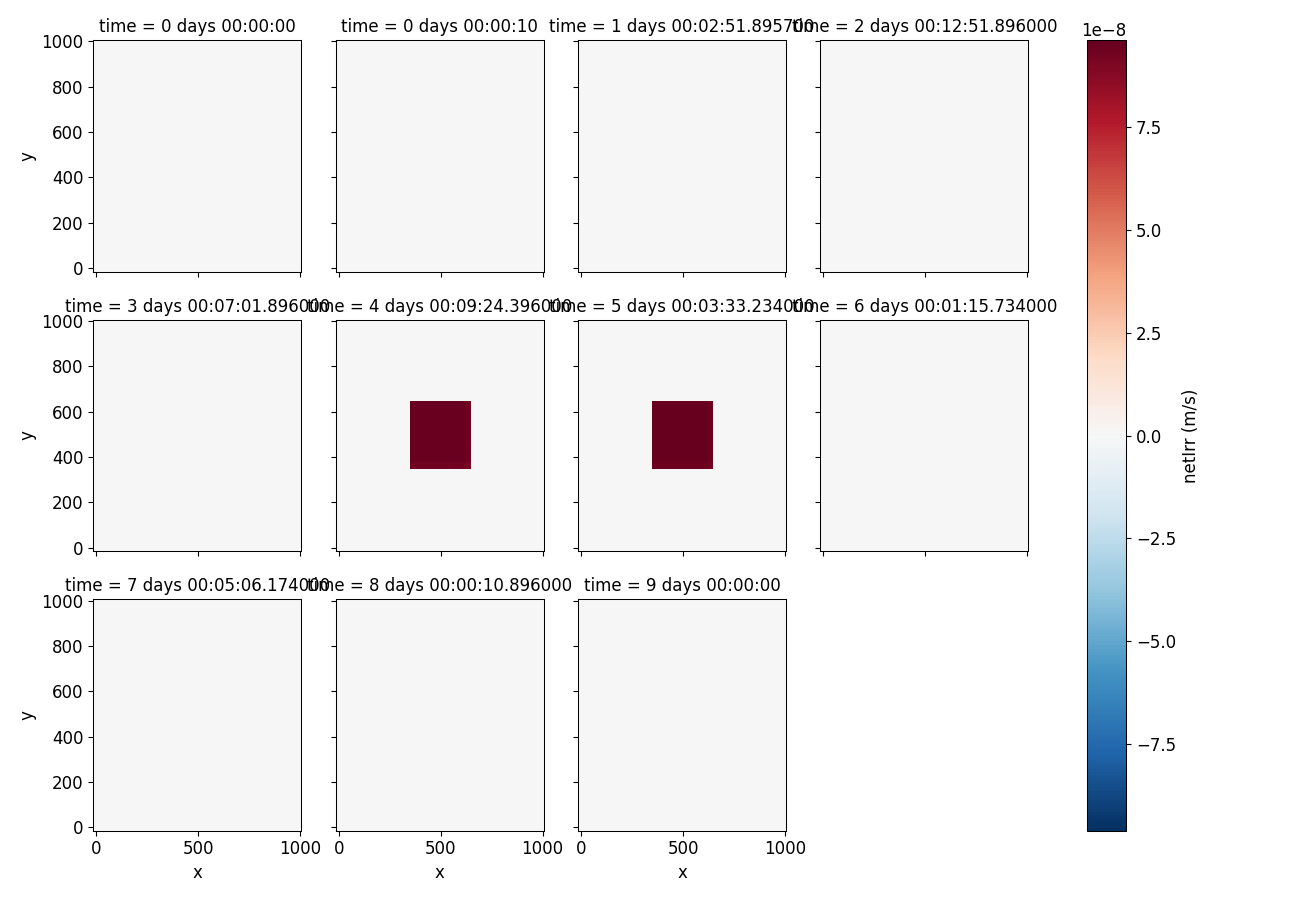 time = 0 days 00:00:00
time = 0 days 00:00:10
time = 1 days 00:02:51.895700
time = 2 days 00:12:51.896000
1e−8
1000
800
600
400
200
0
y
time = 3 days 00:07:01.896000
time = 4 days 00:09:24.396000
time = 5 days 00:03:33.234000
time = 6 days 00:01:15.734000
1000
800
600
400
200
0
y
time = 7 days 00:05:06.174000
time = 8 days 00:00:10.896000
time = 9 days 00:00:00
1000
800
600
400
200
0
y
0 500 1000
x
0 500 1000
x
0 500 1000
x
7.5
5.0
2.5
0.0
−2.5
−5.0
−7.5
netIrr (m/s)